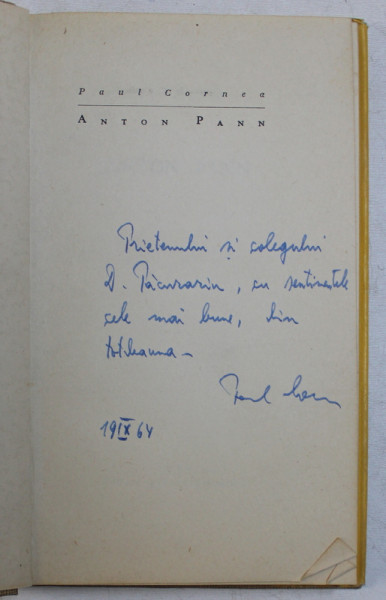 Paul Cornea
ANTON PANN
Prietenului și colegului
D. Păcurariu, cu sentimentele
cele mai bune, din
totdeauna –
Paul Cornea
19 IX 64